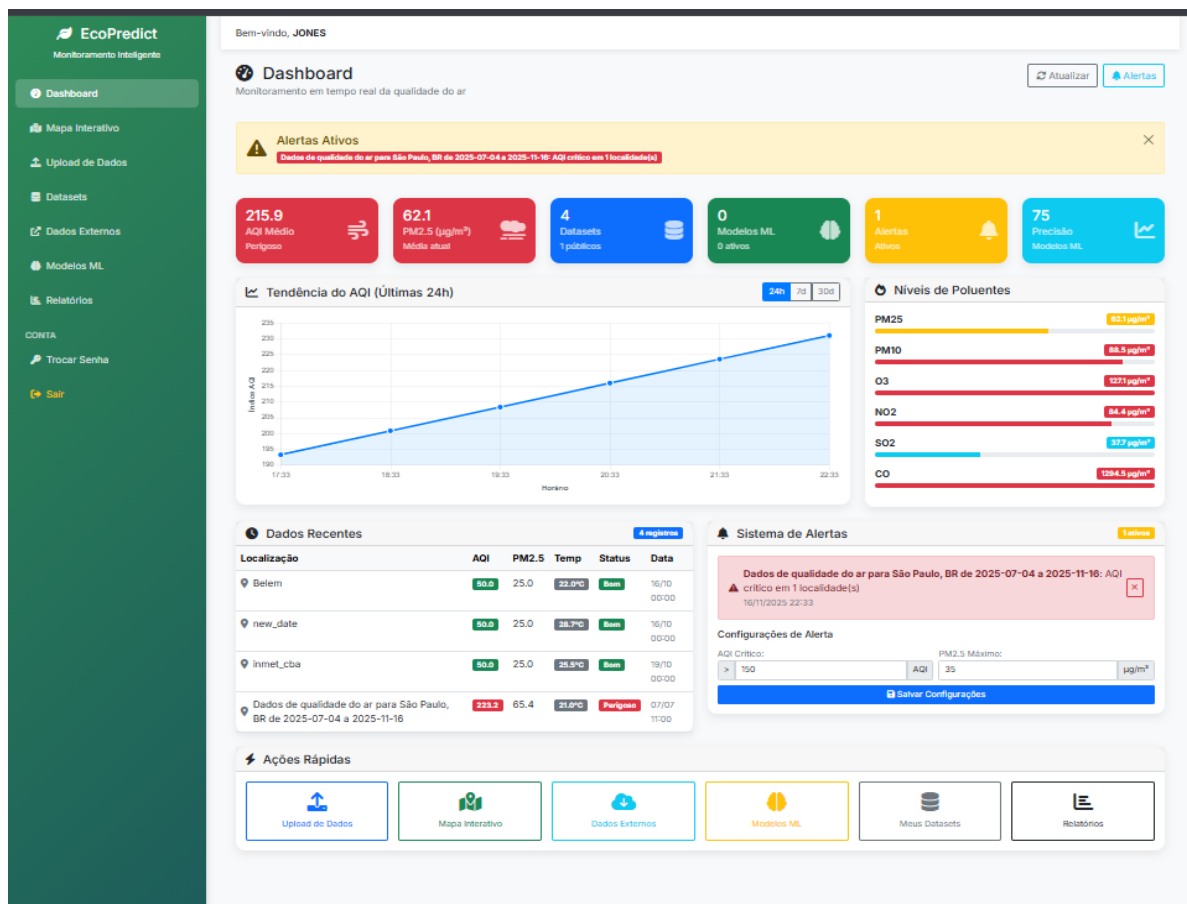 EcoPredict
Monitoramento Inteligente
Dashboard
Mapa Interativo
Upload de Dados
Datasets
Dados Externos
Modelos ML
Relatórios
CONTA
Trocar Senha
Sair
Bem-vindo, JONES
Dashboard
Monitoramento em tempo real da qualidade do ar
Atualizar
Alertas
Alertas Ativos
Dados de qualidade do ar para São Paulo, BR de 2025-07-04 a 2025-11-16: AQI crítico em 1 localidade(s)
215.9
AQI Médio
Perigoso
62.1
PM2.5 (µg/m³)
Média atual
4
Datasets
1 públicos
0
Modelos ML
0 ativos
1
Alertas
Ativos
75
Precisão
Modelos ML
Tendência do AQI (Últimas 24h)
24h 7d 30d
235
230
225
220
215
210
205
200
195
190
Índice AQI
17:33 18:33 19:33 20:33 21:33 22:33
Horário
Níveis de Poluentes
PM25 62.1 µg/m³
PM10 88.5 µg/m³
O3 127.1 µg/m³
NO2 84.4 µg/m³
SO2 37.7 µg/m³
CO 1294.5 µg/m³
Dados Recentes 4 registros
Localização AQI PM2.5 Temp Status Data
Belem 50.0 25.0 22.0°C Bom 16/10
00:00
new_date 50.0 25.0 28.7°C Bom 16/10
00:00
inmet_cba 50.0 25.0 25.5°C Bom 19/10
00:00
Dados de qualidade do ar para São Paulo, 223.2 65.4 21.0°C Perigoso 07/07
BR de 2025-07-04 a 2025-11-16 11:00
Sistema de Alertas 1 ativos
Dados de qualidade do ar para São Paulo, BR de 2025-07-04 a 2025-11-16: AQI
crítico em 1 localidade(s)
16/11/2025 22:33
Configurações de Alerta
AQI Crítico: PM2.5 Máximo:
> 150 AQI 35 µg/m³
Salvar Configurações
Ações Rápidas
Upload de Dados
Mapa Interativo
Dados Externos
Modelos ML
Meus Datasets
Relatórios